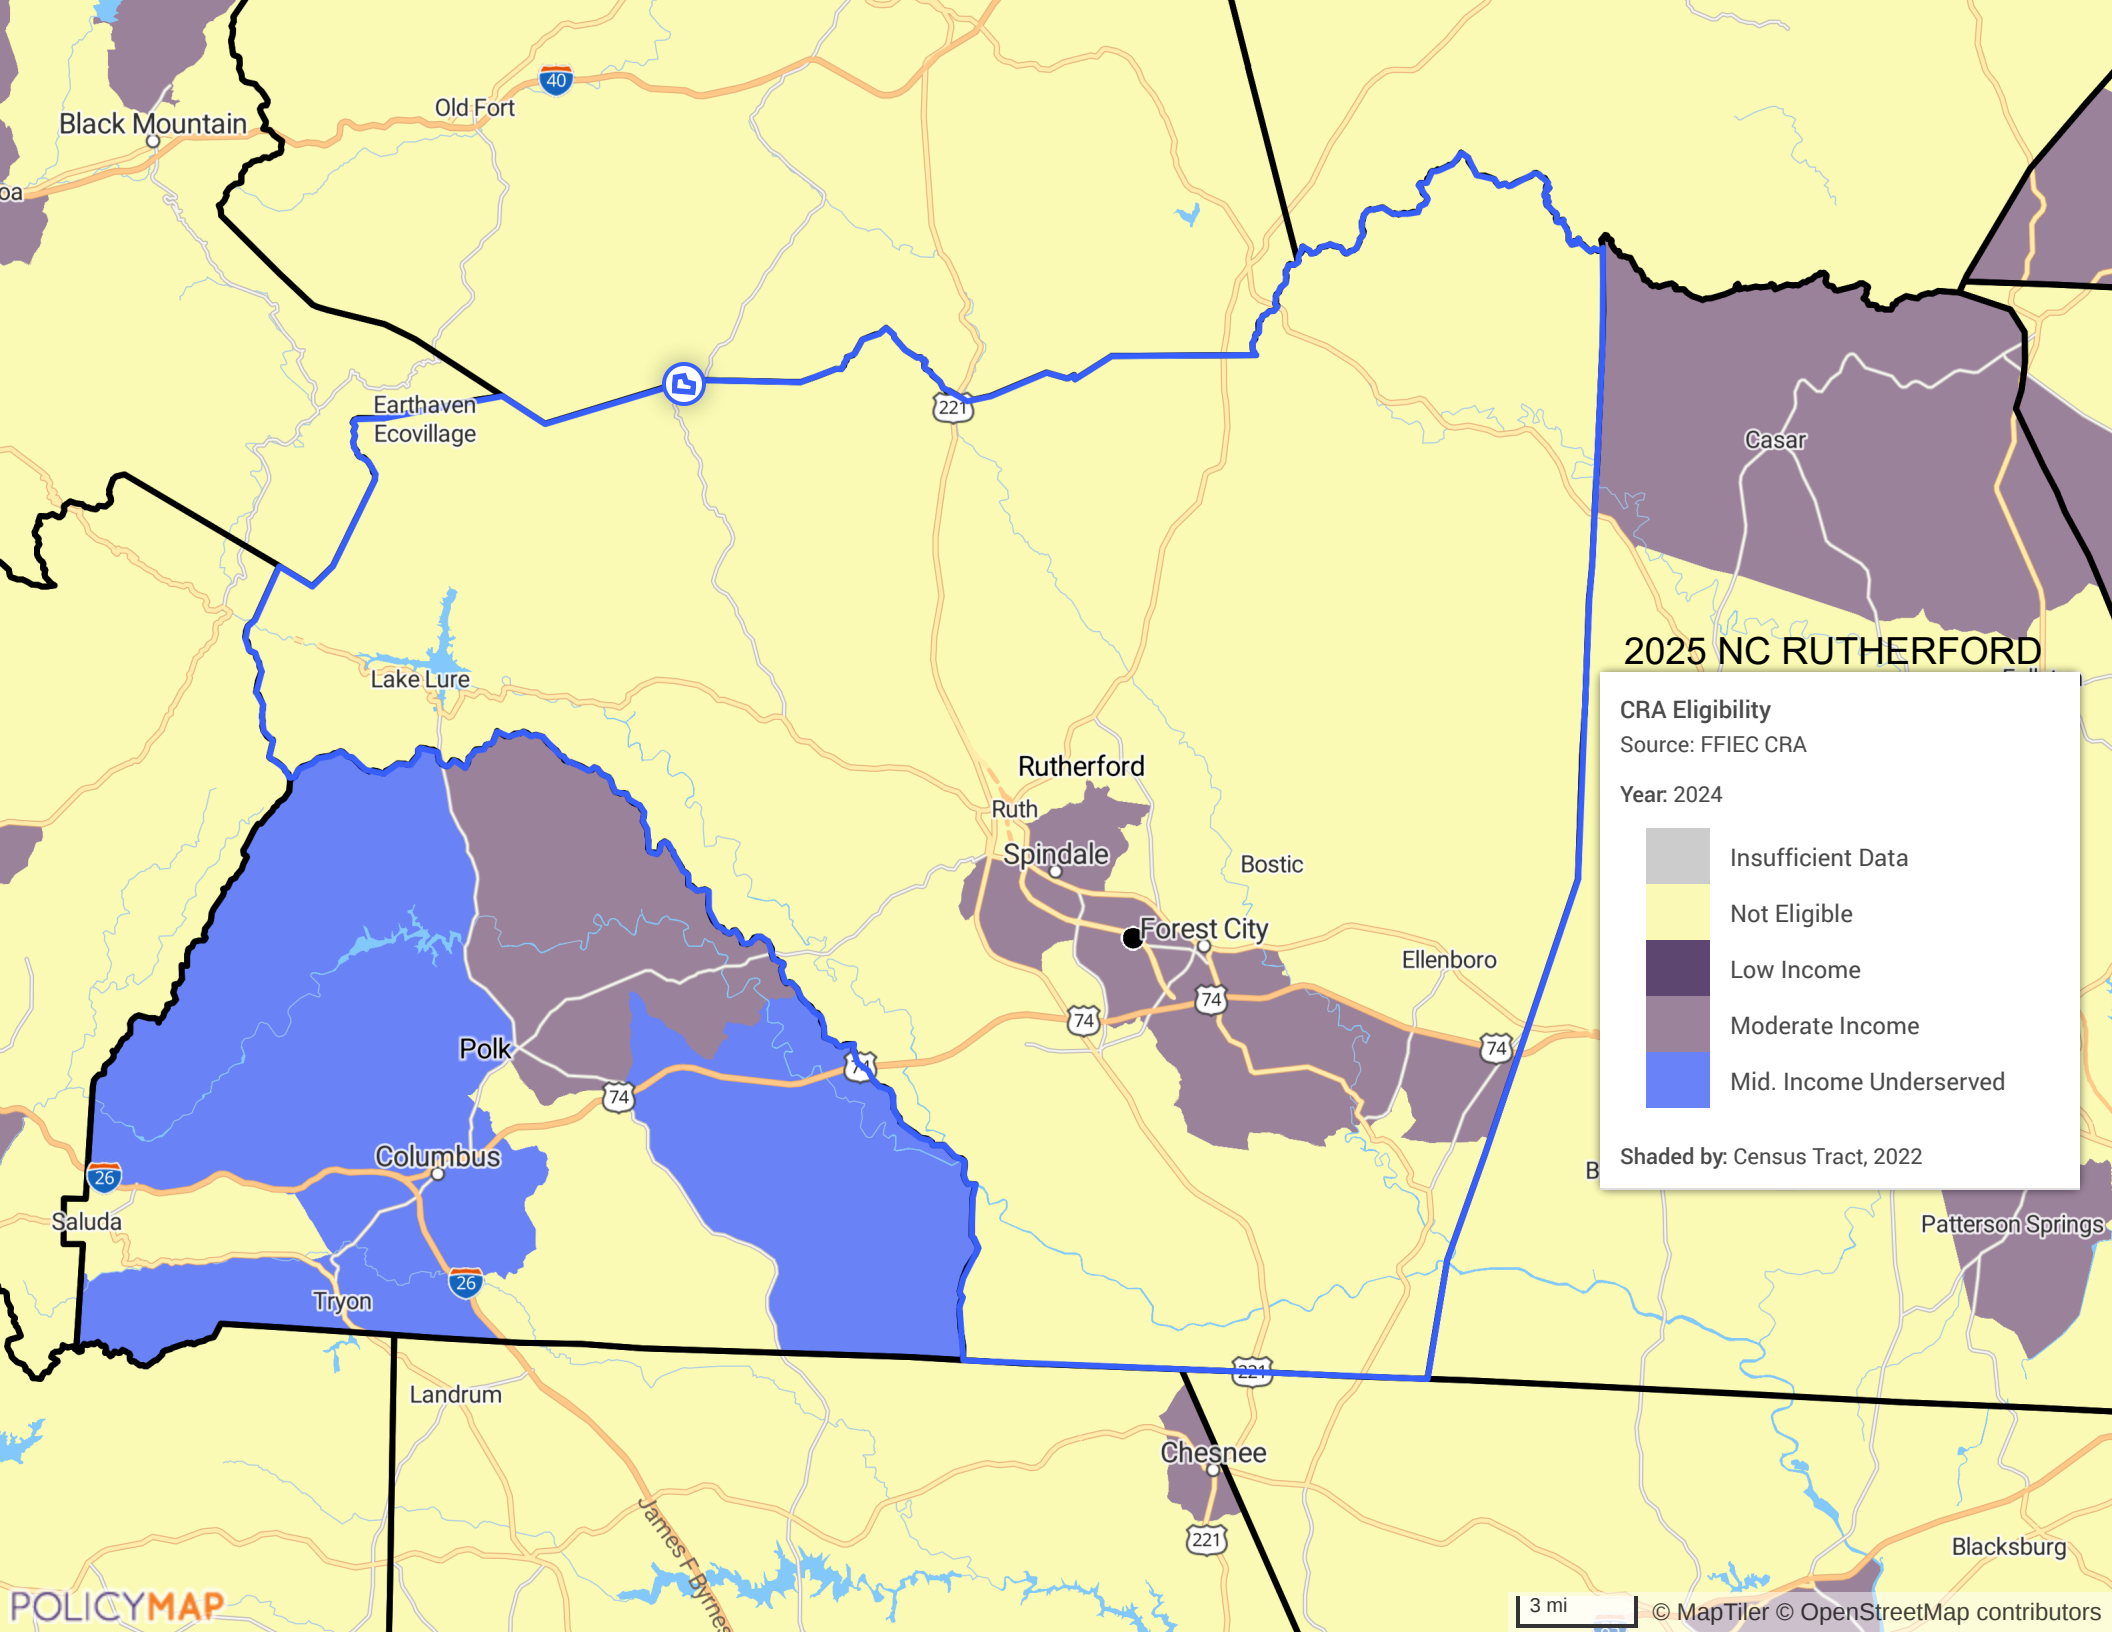 40
Old Fort
Black Mountain
oa
Earthaven
Ecovillage
221
Casar
Lake Lure
2025 NC RUTHERFORD
CRA Eligibility
Source: FFIEC CRA
Year: 2024
Insufficient Data
Not Eligible
Low Income
Moderate Income
Mid. Income Underserved
Shaded by: Census Tract, 2022
Rutherford
Ruth
Spindale
Bostic
Forest City
Ellenboro
74
74
74
74
74
Polk
Columbus
26
Saluda
26
Tryon
B
Patterson Springs
221
Landrum
Chesnee
221
James F Byrnes
Blacksburg
POLICYMAP
3 mi
© MapTiler © OpenStreetMap contributors